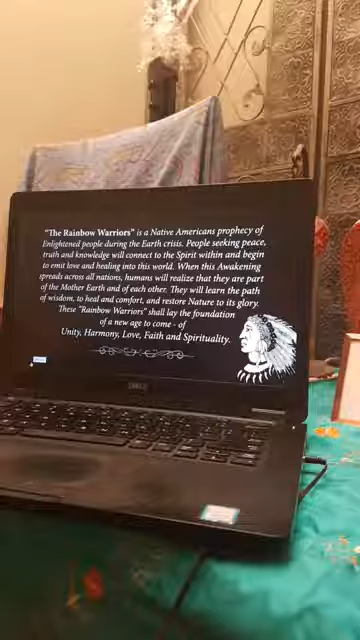 "The Rainbow Warriors" is a Native Americans prophecy of
Enlightened people during the Earth crisis. People seeking peace,
truth and knowledge will connect to the Spirit within and begin
to emit love and healing into this world. When this Awakening
spreads across all nations, humans will realize that they are part
of the Mother Earth and of each other. They will learn the path
of wisdom, to heal and comfort, and restore Nature to its glory.
These "Rainbow Warriors" shall lay the foundation
of a new age to come - of
Unity, Harmony, Love, Faith and Spirituality.
DELL